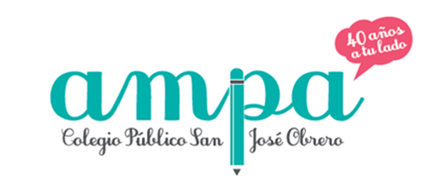 40 años
a tu lado
ampa
Colegio Público San José Obrero